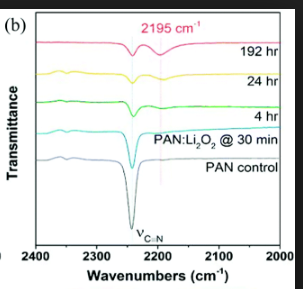 (b)
2195 cm⁻¹
192 hr
24 hr
4 hr
PAN:Li₂O₂ @ 30 min
PAN control
νC≡N
Transmittance
2400 2300 2200 2100 2000
Wavenumbers (cm⁻¹)